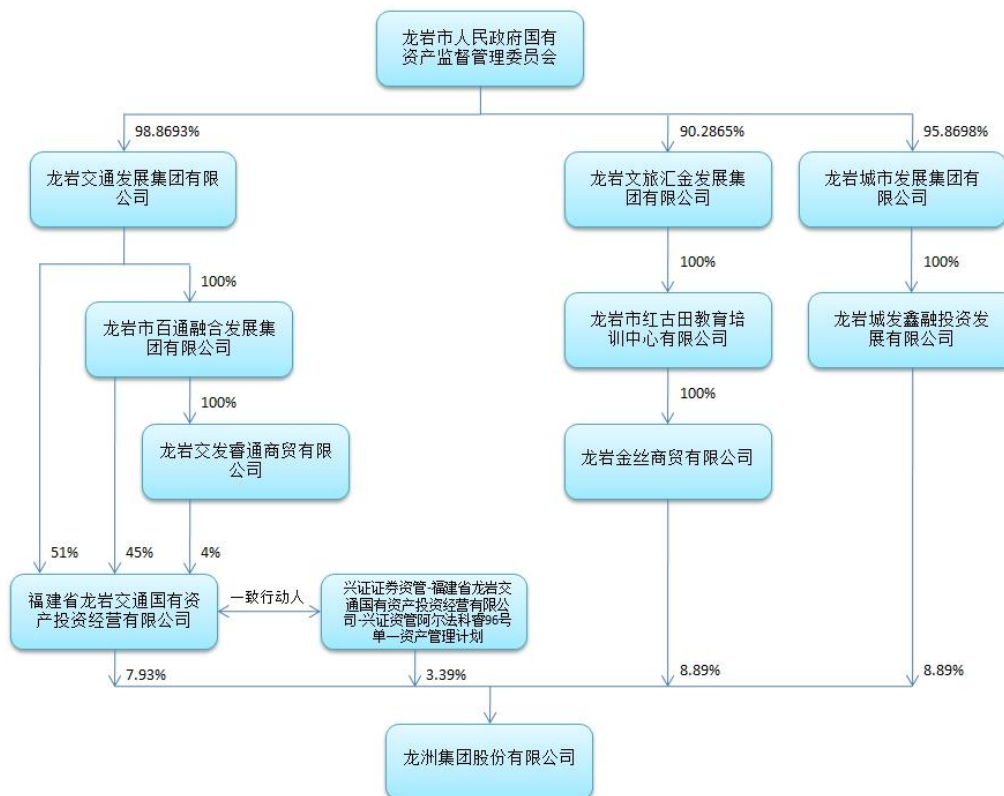 龙岩市人民政府国有
资产监督管理委员会
98.8693%
90.2865%
95.8698%
龙岩交通发展集团有限
公司
龙岩文旅汇金发展集
团有限公司
龙岩城市发展集团有
限公司
100%
100%
100%
龙岩市百通融合发展集
团有限公司
龙岩市红古田教育培
训中心有限公司
龙岩城发鑫融投资发
展有限公司
100%
100%
龙岩交发睿通商贸有限
公司
龙岩金丝商贸有限公司
51%
45%
4%
福建省龙岩交通国有资
产投资经营有限公司
一致行动人
兴证证券资管-福建省龙岩交
通国有资产投资经营有限公
司-兴证资管阿尔法科睿96号
单一资产管理计划
7.93%
3.39%
8.89%
8.89%
龙洲集团股份有限公司